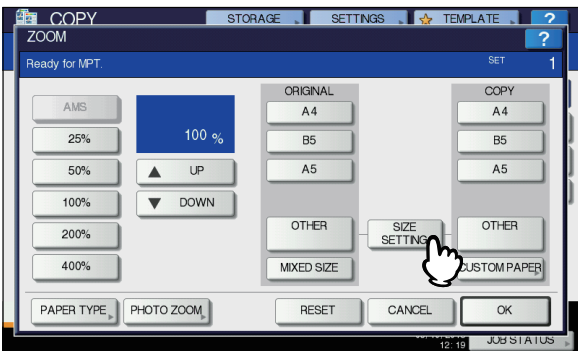 COPY
STORAGE
SETTINGS
TEMPLATE
?
ZOOM
?
Ready for MPT.
SET 1
ORIGINAL
COPY
AMS
25%
50%
100%
200%
400%
100 %
UP
DOWN
A4
B5
A5
OTHER
MIXED SIZE
SIZE
SETTING
A4
B5
A5
OTHER
CUSTOM PAPER
PAPER TYPE
PHOTO ZOOM
RESET
CANCEL
OK
12:19
JOB STATUS